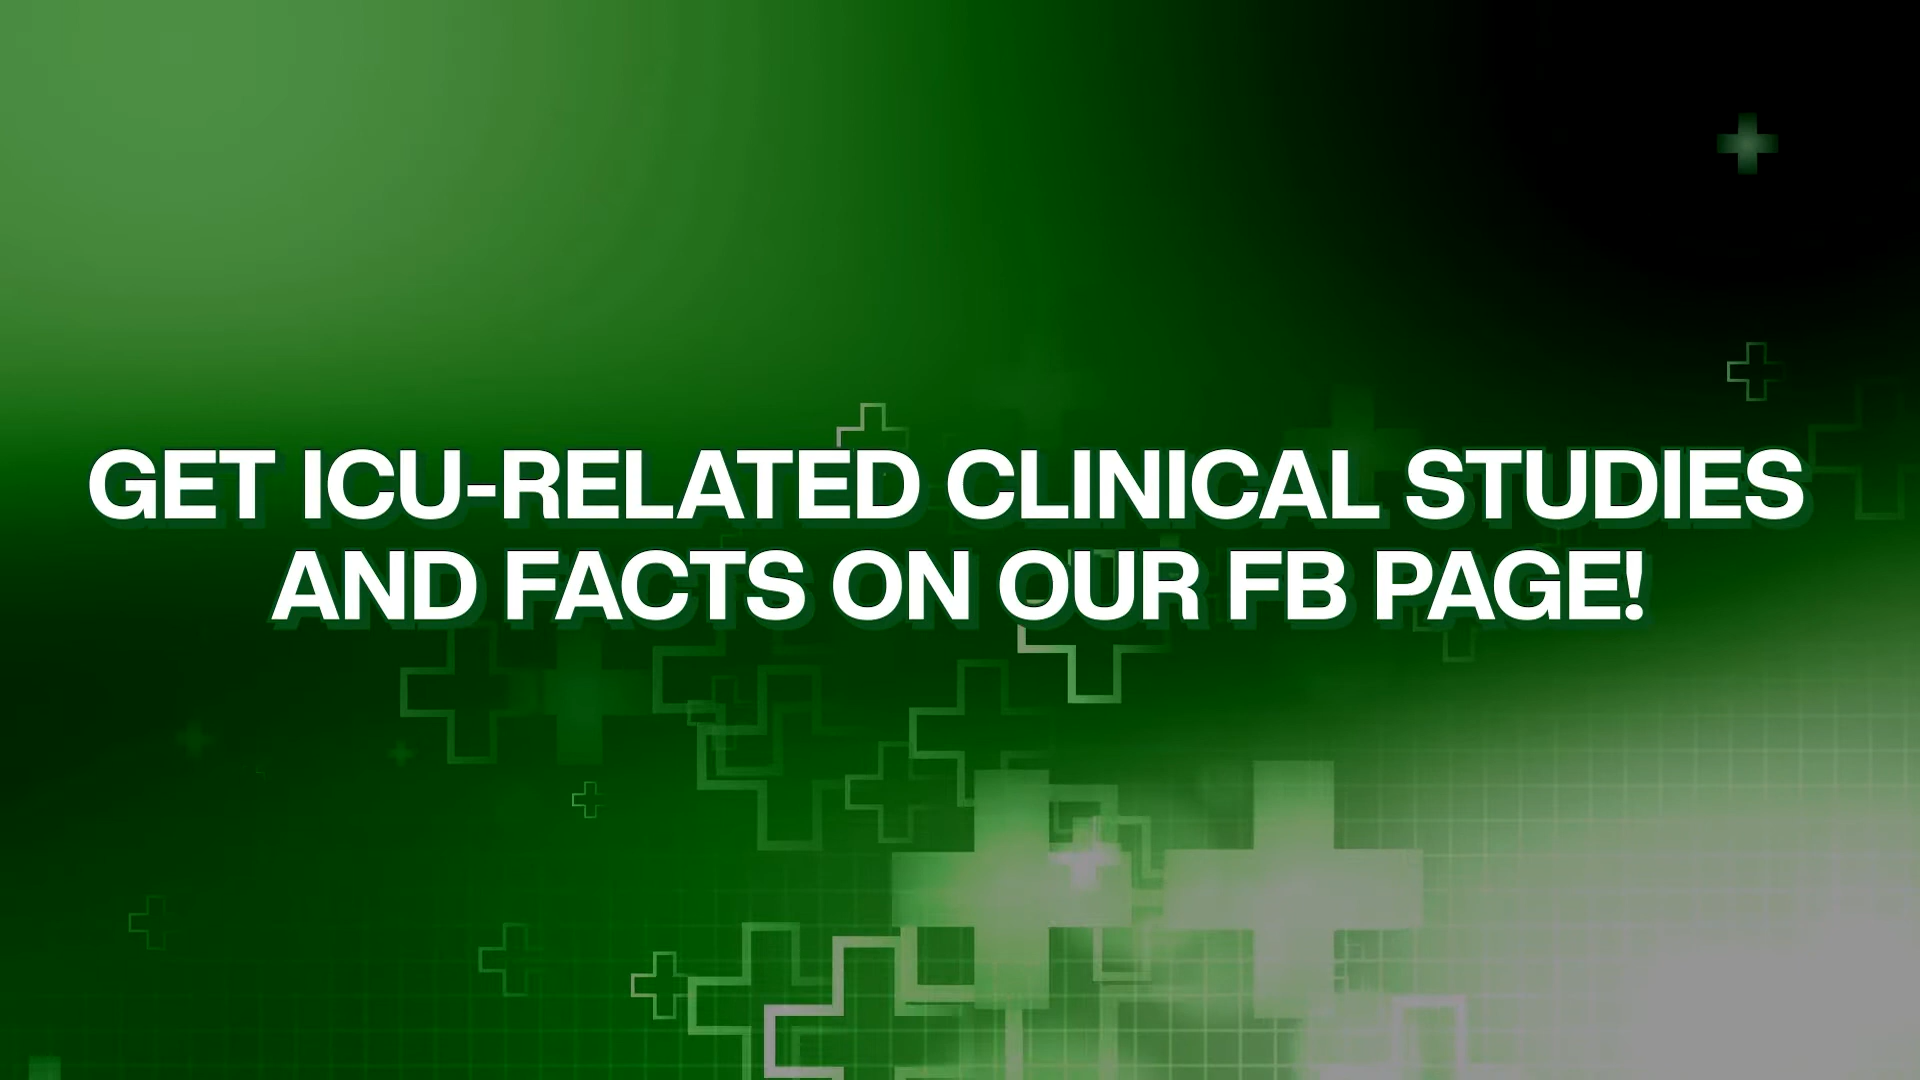 GET ICU-RELATED CLINICAL STUDIES
AND FACTS ON OUR FB PAGE!